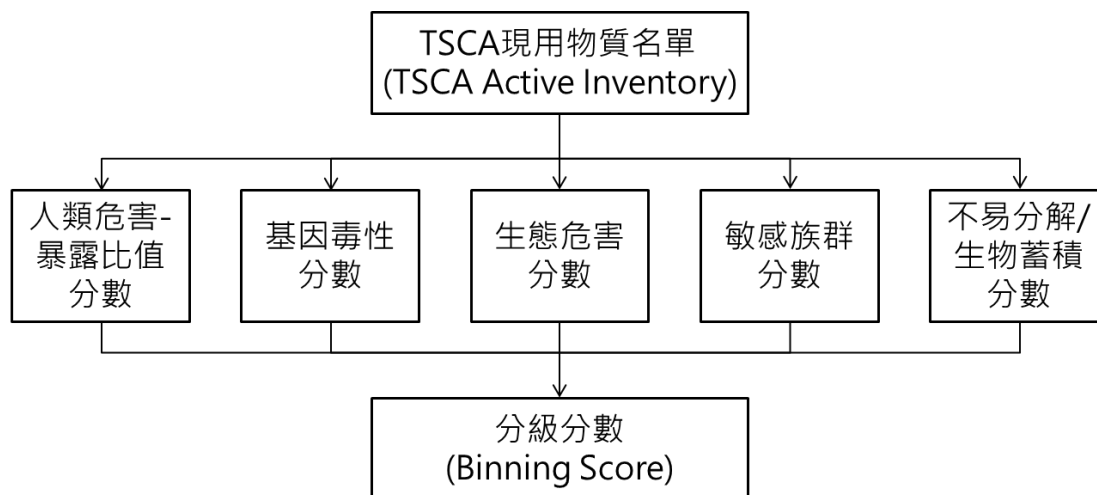 TSCA現用物質名單
(TSCA Active Inventory)
人類危害-
暴露比值
分數
基因毒性
分數
生態危害
分數
敏感族群
分數
不易分解/
生物蓄積
分數
分級分數
(Binning Score)